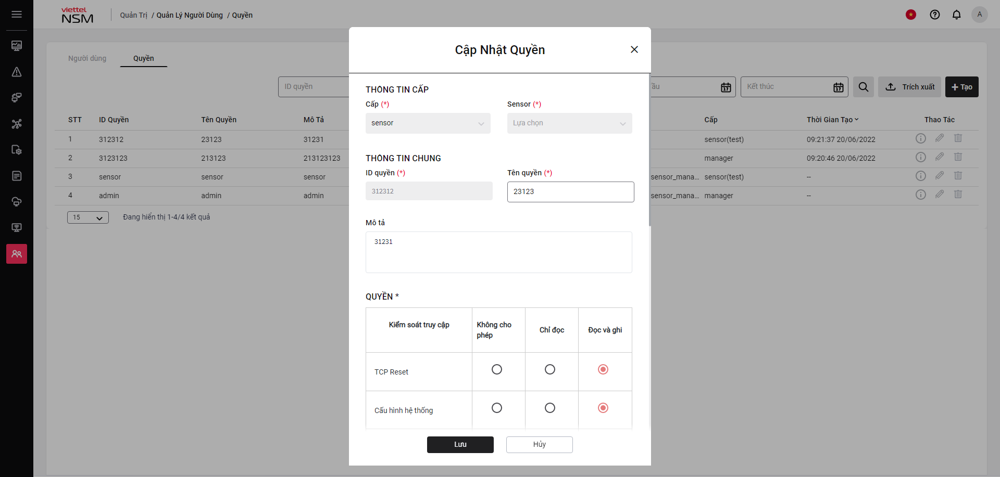 viettel
NSM
Quản Trị / Quản Lý Người Dùng / Quyền
A
Người dùng Quyền
ID quyền
Kết thúc
Trích xuất
Tạo
STT ID Quyền Tên Quyền Mô Tả Cấp Thời Gian Tạo Thao Tác
1 312312 23123 31231 sensor(test) 09:21:37 20/06/2022
2 3123123 213123 213123123 manager 09:20:46 20/06/2022
3 sensor sensor sensor sensor_mana... sensor(test) --
4 admin admin admin sensor_mana... manager --
15 Đang hiển thị 1-4/4 kết quả
Cập Nhật Quyền
THÔNG TIN CẤP
Cấp (*) Sensor (*)
sensor Lựa chọn
THÔNG TIN CHUNG
ID quyền (*) Tên quyền (*)
312312 23123
Mô tả
31231
QUYỀN *
Kiểm soát truy cập Không cho phép Chỉ đọc Đọc và ghi
TCP Reset
Cấu hình hệ thống
Lưu Hủy